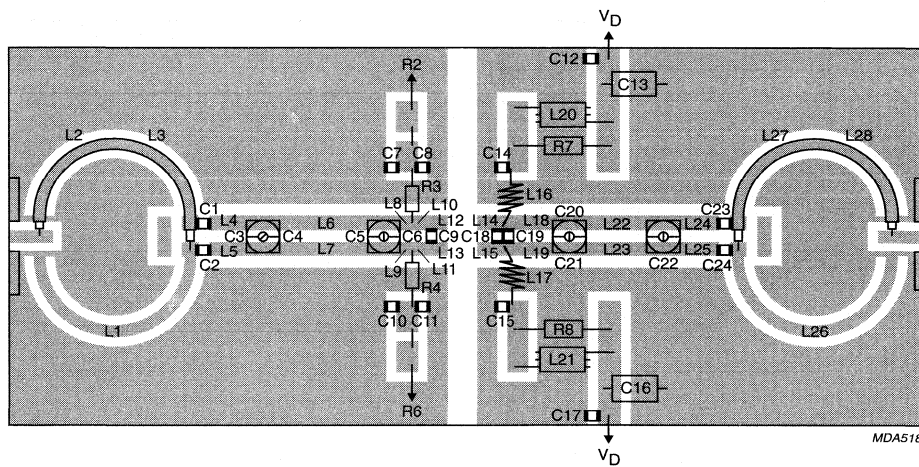 VD
C12
C13
R2
L20
R7
L2 L3
L27 L28
C7 C8
C14
R3
L16
L8 L10
C1
L4 L6
L12 L14 L18
C20
L22 L24
C23
C3 C4
C5 C6 C9 C18 C19
L5 L7
L13 L15 L19
L23 L25
C2
C21 C22
C24
L9 L11
L17
R4
C10 C11
C15
L1
L26
R8
L21
C16
R6
C17
VD
MDA518